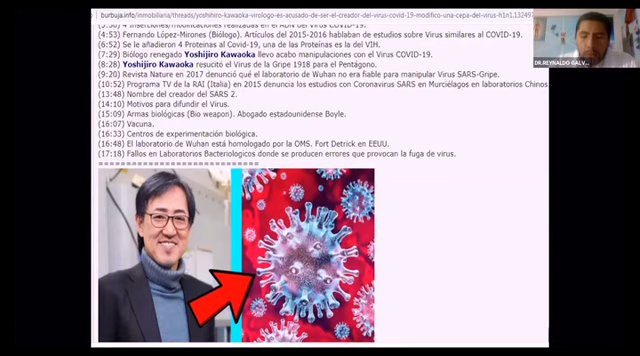 burbuja.info/inmobiliaria/threads/yoshihiro-kawaoka-virologo-es-acusado-de-ser-el-creador-del-virus-covid-19-modifico-una-cepa-del-virus-h1n1.132497
(4:53) Fernando López-Mirones (Biólogo). Artículos del 2015-2016 hablaban de estudios sobre Virus similares al COVID-19.
(6:52) Se le añadieron 4 Proteinas al Covid-19, una de las Proteinas es la del VIH.
(7:29) Biólogo renegado Yoshijiro Kawaoka llevo acabo manipulaciones con el Virus COVID-19.
(8:28) Yoshijiro Kawaoka resucitó el Virus de la Gripe 1918 para el Pentágono.
(9:20) Revista Nature en 2017 denunció qué el laboratorio de Wuhan no era fiable para manipular Virus SARS-Gripe.
(10:52) Programa TV de la RAI (Italia) en 2015 denuncia los estudios con Coronavirus SARS en Murciélagos en laboratorios Chinos.
(13:48) Nombre del creador del SARS 2.
(14:10) Motivos para difundir el Virus.
(15:09) Armas biológicas (Bio weapon). Abogado estadounidense Boyle.
(16:07) Vacuna.
(16:33) Centros de experimentación biológica.
(16:48) El laboratorio de Wuhan está homologado por la OMS. Fort Detrick en EEUU.
(17:18) Fallos en Laboratorios Bacteriologicos donde se producen errores que provocan la fuga de virus.
==============================
DR.REYNALDO GALV...